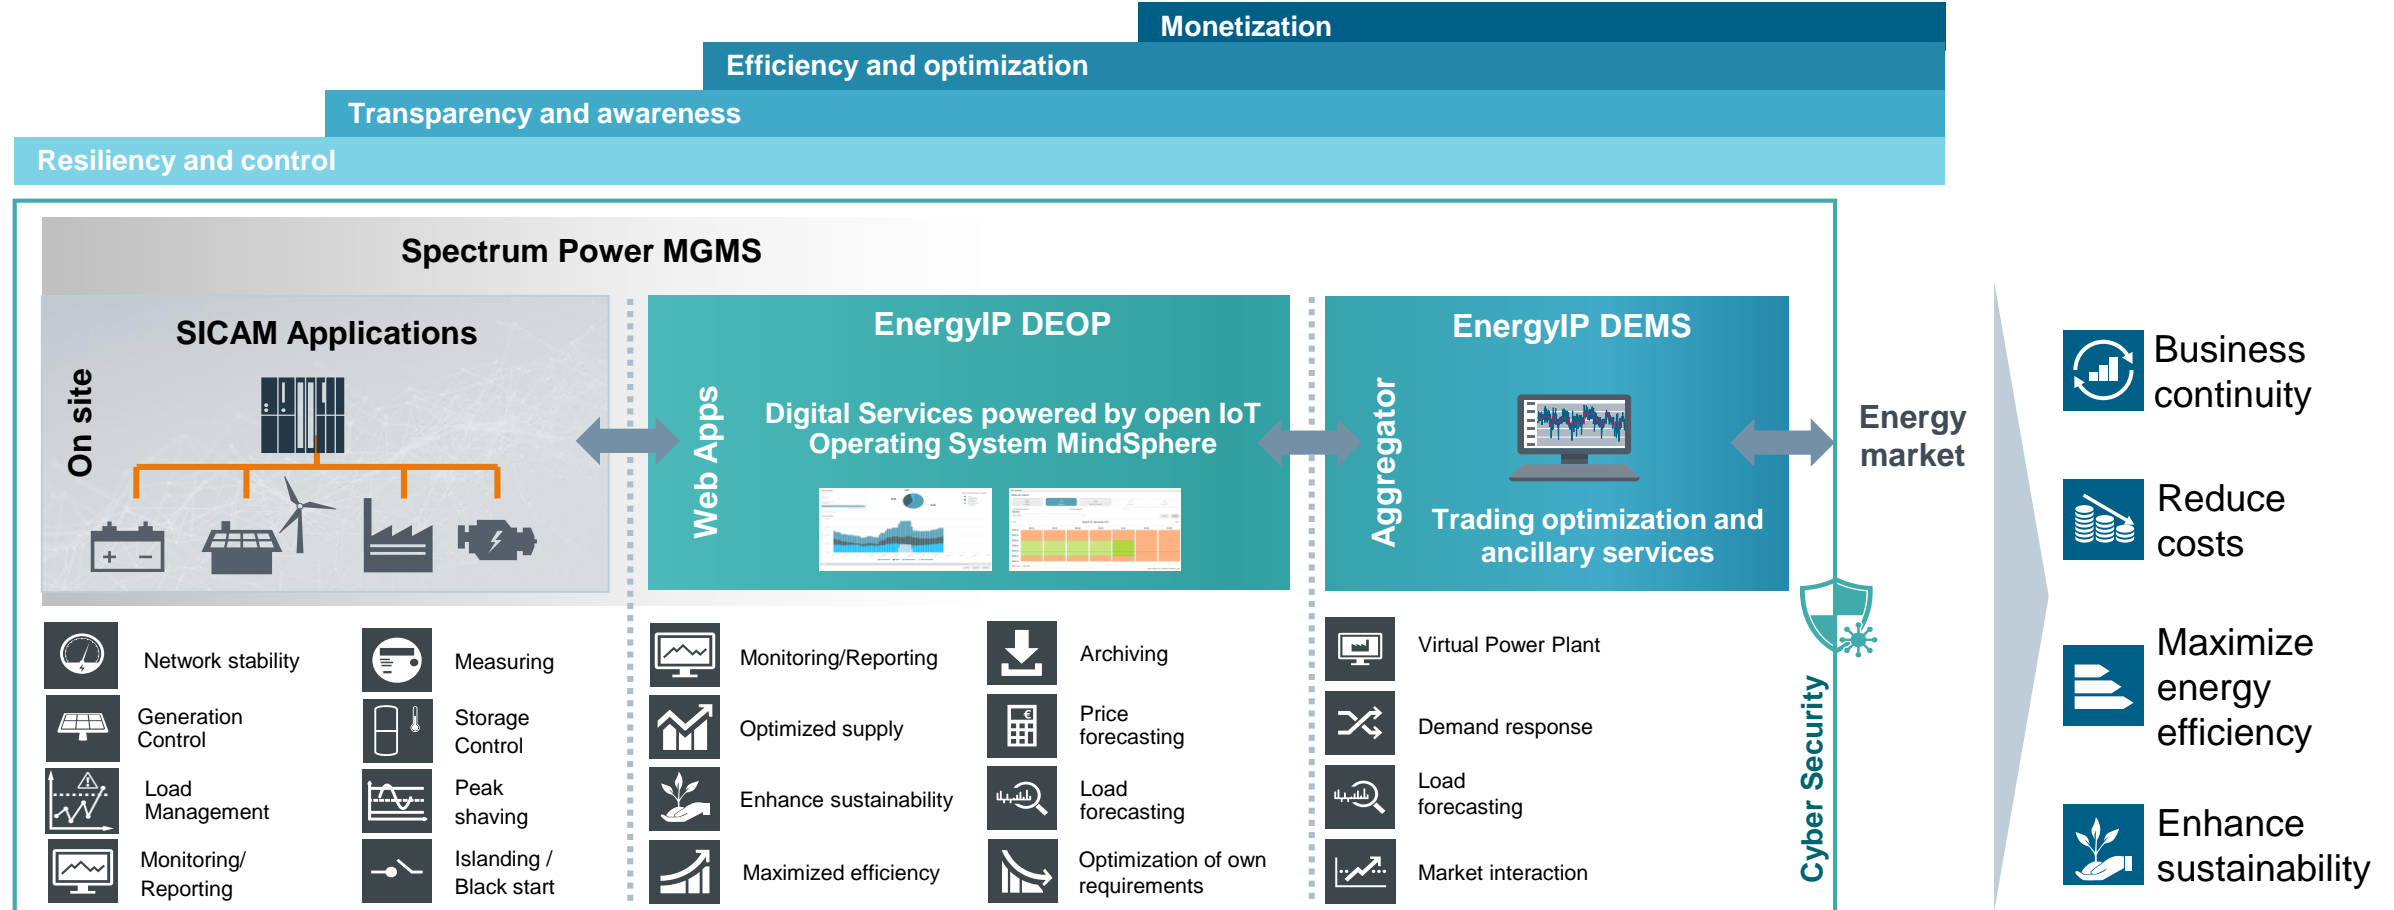 Monetization
Efficiency and optimization
Transparency and awareness
Resiliency and control
Spectrum Power MGMS
SICAM Applications
On site
EnergyIP DEOP
Web Apps
Digital Services powered by open IoT
Operating System MindSphere
EnergyIP DEMS
Aggregator
Trading optimization and
ancillary services
Energy
market
Network stability
Generation
Control
Load
Management
Monitoring/
Reporting
Measuring
Storage
Control
Peak
shaving
Islanding /
Black start
Monitoring/Reporting
Optimized supply
Enhance sustainability
Maximized efficiency
Archiving
Price
forecasting
Load
forecasting
Optimization of own
requirements
Virtual Power Plant
Demand response
Load
forecasting
Market interaction
Cyber Security
Business
continuity
Reduce
costs
Maximize
energy
efficiency
Enhance
sustainability